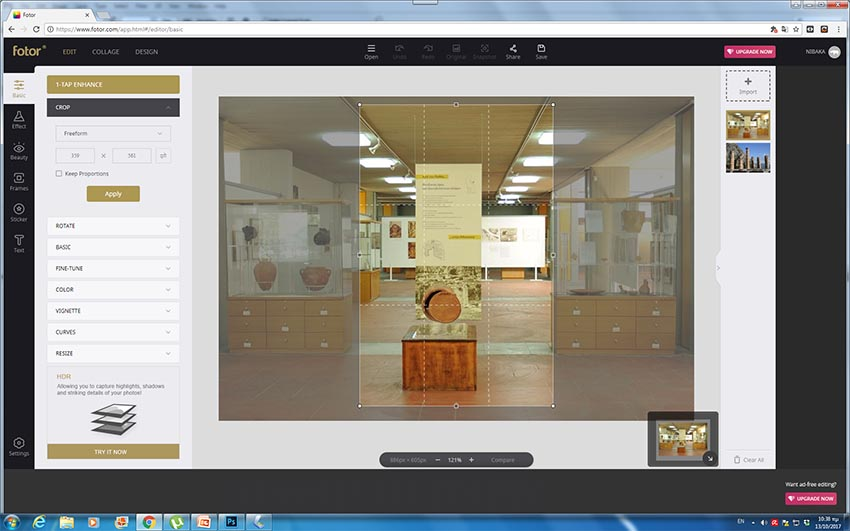 Fotor
https://www.fotor.com/app.html#/editor/basic
fotor
EDIT
COLLAGE
DESIGN
Open
Undo
Redo
Original
Snapshot
Share
Save
UPGRADE NOW
NIBAKA
Basic
Effect
Beauty
Frames
Sticker
Text
Settings
1-TAP ENHANCE
CROP
Freeform
Keep Proportions
Apply
ROTATE
BASIC
FINE-TUNE
COLOR
VIGNETTE
CURVES
RESIZE
HDR
Allowing you to capture highlights, shadows
and striking details of your photos!
TRY IT NOW
886px × 605px
121%
Compare
Import
Clear All
Want ad-free editing?
UPGRADE NOW
EN
10:38 πμ
13/10/2017